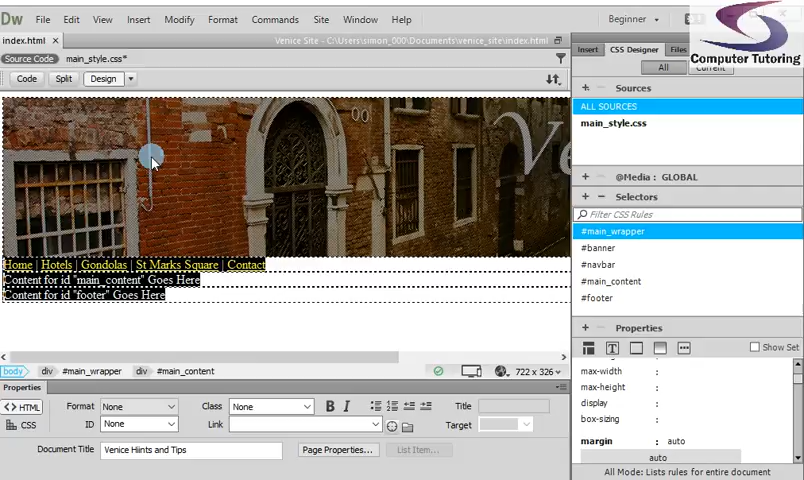 Dw File Edit View Insert Modify Format Commands Site Window Help Beginner
Computer Tutoring
index.html Venice Site - C:\Users\simon_000\Documents\venice_site\index.html
Source Code main_style.css*
Code Split Design
Ve
Home | Hotels | Gondolas | St Marks Square | Contact
Content for id "main_content" Goes Here
Content for id "footer" Goes Here
body div #main_wrapper div #main_content 722 x 326
Properties
HTML Format None Class None B I Title
CSS ID None Link Target
Document Title Venice Hiints and Tips Page Properties... List Item...
Insert CSS Designer Files
All Current
Sources
ALL SOURCES
main_style.css
@Media : GLOBAL
Selectors
Filter CSS Rules
#main_wrapper
#banner
#navbar
#main_content
#footer
Properties
Show Set
max-width :
max-height :
display :
box-sizing :
margin : auto
auto
All Mode: Lists rules for entire document